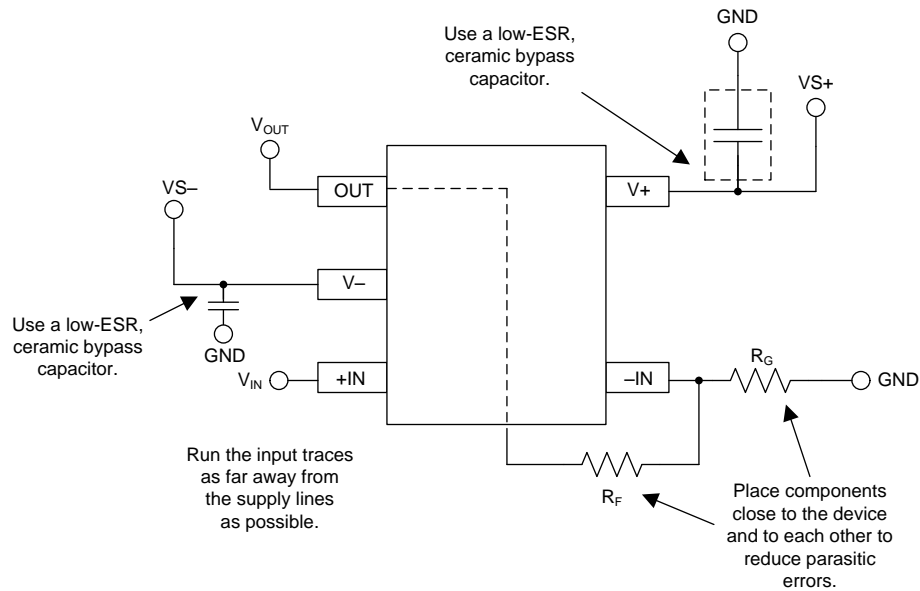 GND
Use a low-ESR,
ceramic bypass
capacitor.
VS+
VOUT
OUT
V+
VS–
V–
Use a low-ESR,
ceramic bypass
capacitor.
GND
VIN
+IN
–IN
RG
GND
Run the input traces
as far away from
the supply lines
as possible.
RF
Place components
close to the device
and to each other to
reduce parasitic
errors.